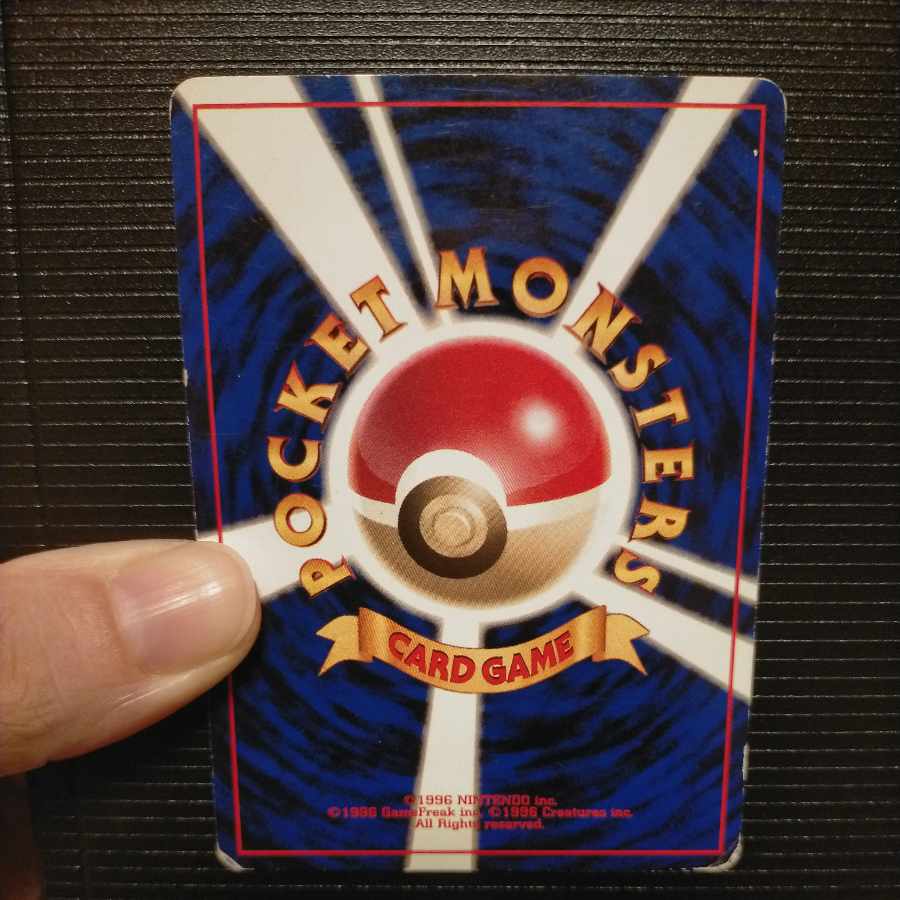 POCKET MONSTERS
CARD GAME
©1996 NINTENDO inc.
©1996 GameFreak inc. ©1996 Creatures inc.
All Rights reserved.